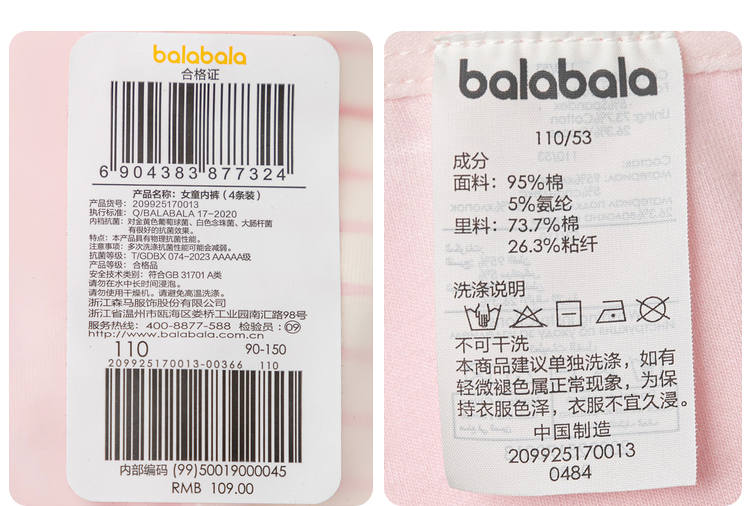 balabala
合格证
6 904383 877324
产品名称：女童内裤（4条装）
产品货号：209925170013
执行标准：Q/BALABALA 17-2020
内裆抗菌：对金黄色葡萄球菌、白色念珠菌、大肠杆菌
有很好的抗菌效果。
特点：本产品具有物理抗菌性能。
注意事项：多次洗涤抗菌性能可能会减弱。
抗菌等级：T/GDBX 074-2023 AAAAA级
产品等级：合格品
安全技术类别：符合GB 31701 A类
请勿在水中长时间浸泡。
请勿使用干燥机。请避免高温洗涤。
浙江森马服饰股份有限公司
浙江省温州市瓯海区娄桥工业园南汇路98号
服务热线：400-8877-588 检验员：09
http://www.balabala.com.cn
110 90-150
209925170013-00366 110
内部编码 (99)50019000045
RMB 109.00
balabala
110/53
成分
面料：95%棉
5%氨纶
里料：73.7%棉
26.3%粘纤
洗涤说明
不可干洗
本商品建议单独洗涤，如有
轻微褪色属正常现象，为保
持衣服色泽，衣服不宜久浸。
中国制造
209925170013
0484